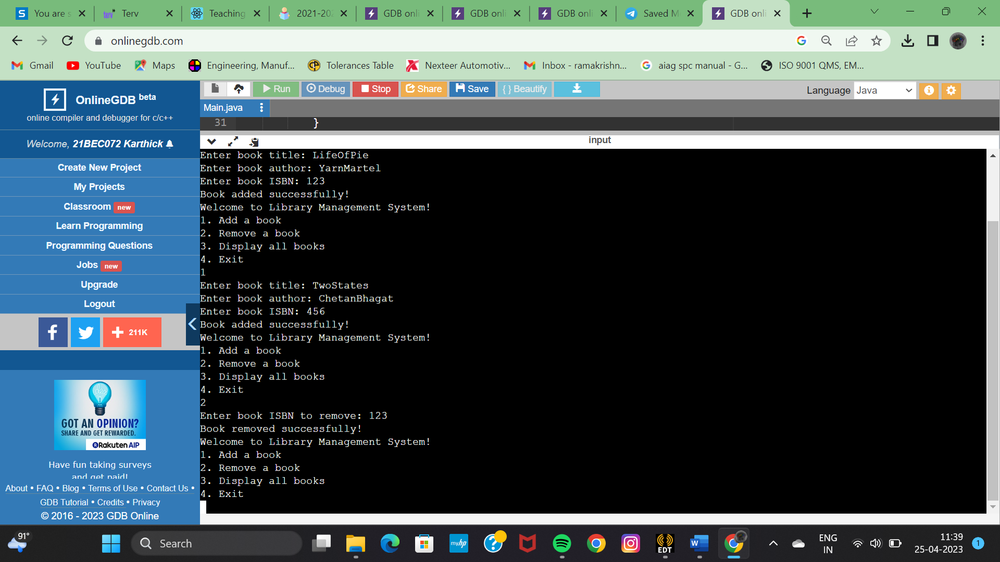 You are s
Terv
Teaching
2021-202
GDB onli
GDB onli
GDB onli
Saved M
GDB onli
onlinegdb.com
Gmail
YouTube
Maps
Engineering, Manuf...
Tolerances Table
Nexteer Automotiv...
Inbox - ramakrishn...
aiag spc manual - G...
ISO 9001 QMS, EM...
OnlineGDB beta
online compiler and debugger for c/c++
Welcome, 21BEC072 Karthick
Create New Project
My Projects
Classroom new
Learn Programming
Programming Questions
Jobs new
Upgrade
Logout
211K
idea
GOT AN OPINION?
SHARE AND GET REWARDED.
Rakuten AIP
Have fun taking surveys
and get paid!
About • FAQ • Blog • Terms of Use • Contact Us •
GDB Tutorial • Credits • Privacy
© 2016 - 2023 GDB Online
Run
Debug
Stop
Share
Save
{ } Beautify
Language Java
Main.java
31 }
input
Enter book title: LifeOfPie
Enter book author: YarnMartel
Enter book ISBN: 123
Book added successfully!
Welcome to Library Management System!
1. Add a book
2. Remove a book
3. Display all books
4. Exit
1
Enter book title: TwoStates
Enter book author: ChetanBhagat
Enter book ISBN: 456
Book added successfully!
Welcome to Library Management System!
1. Add a book
2. Remove a book
3. Display all books
4. Exit
2
Enter book ISBN to remove: 123
Book removed successfully!
Welcome to Library Management System!
1. Add a book
2. Remove a book
3. Display all books
4. Exit
91°
Search
myhp
EDT
W
ENG
IN
11:39
25-04-2023
1